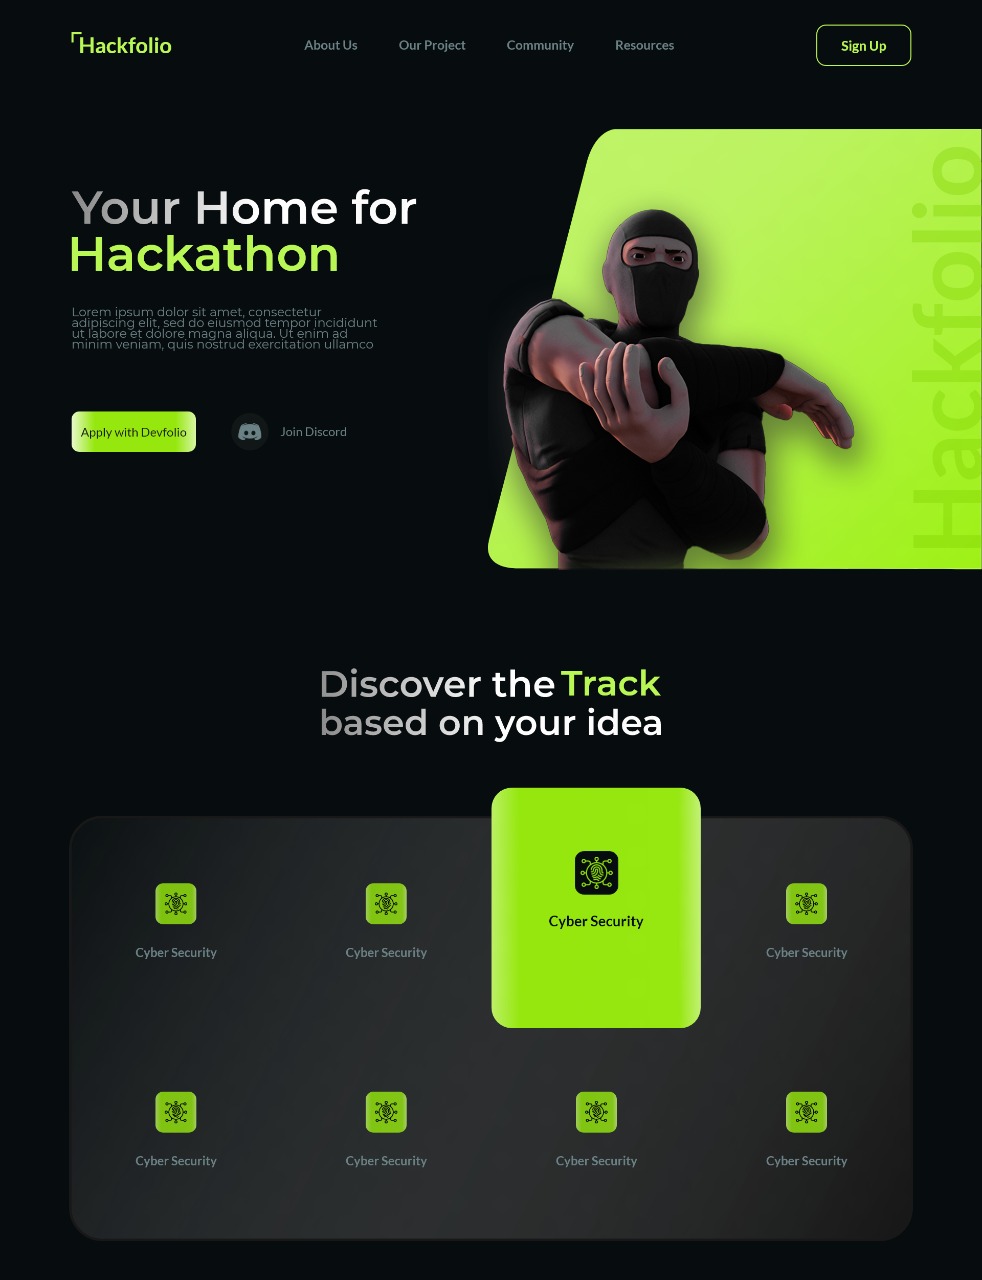 Hackfolio
About Us
Our Project
Community
Resources
Sign Up
Your Home for
Hackathon
Lorem ipsum dolor sit amet, consectetur
adipiscing elit, sed do eiusmod tempor incididunt
ut labore et dolore magna aliqua. Ut enim ad
minim veniam, quis nostrud exercitation ullamco
Apply with Devfolio
Join Discord
Hackfolio
Discover the Track
based on your idea
Cyber Security
Cyber Security
Cyber Security
Cyber Security
Cyber Security
Cyber Security
Cyber Security
Cyber Security